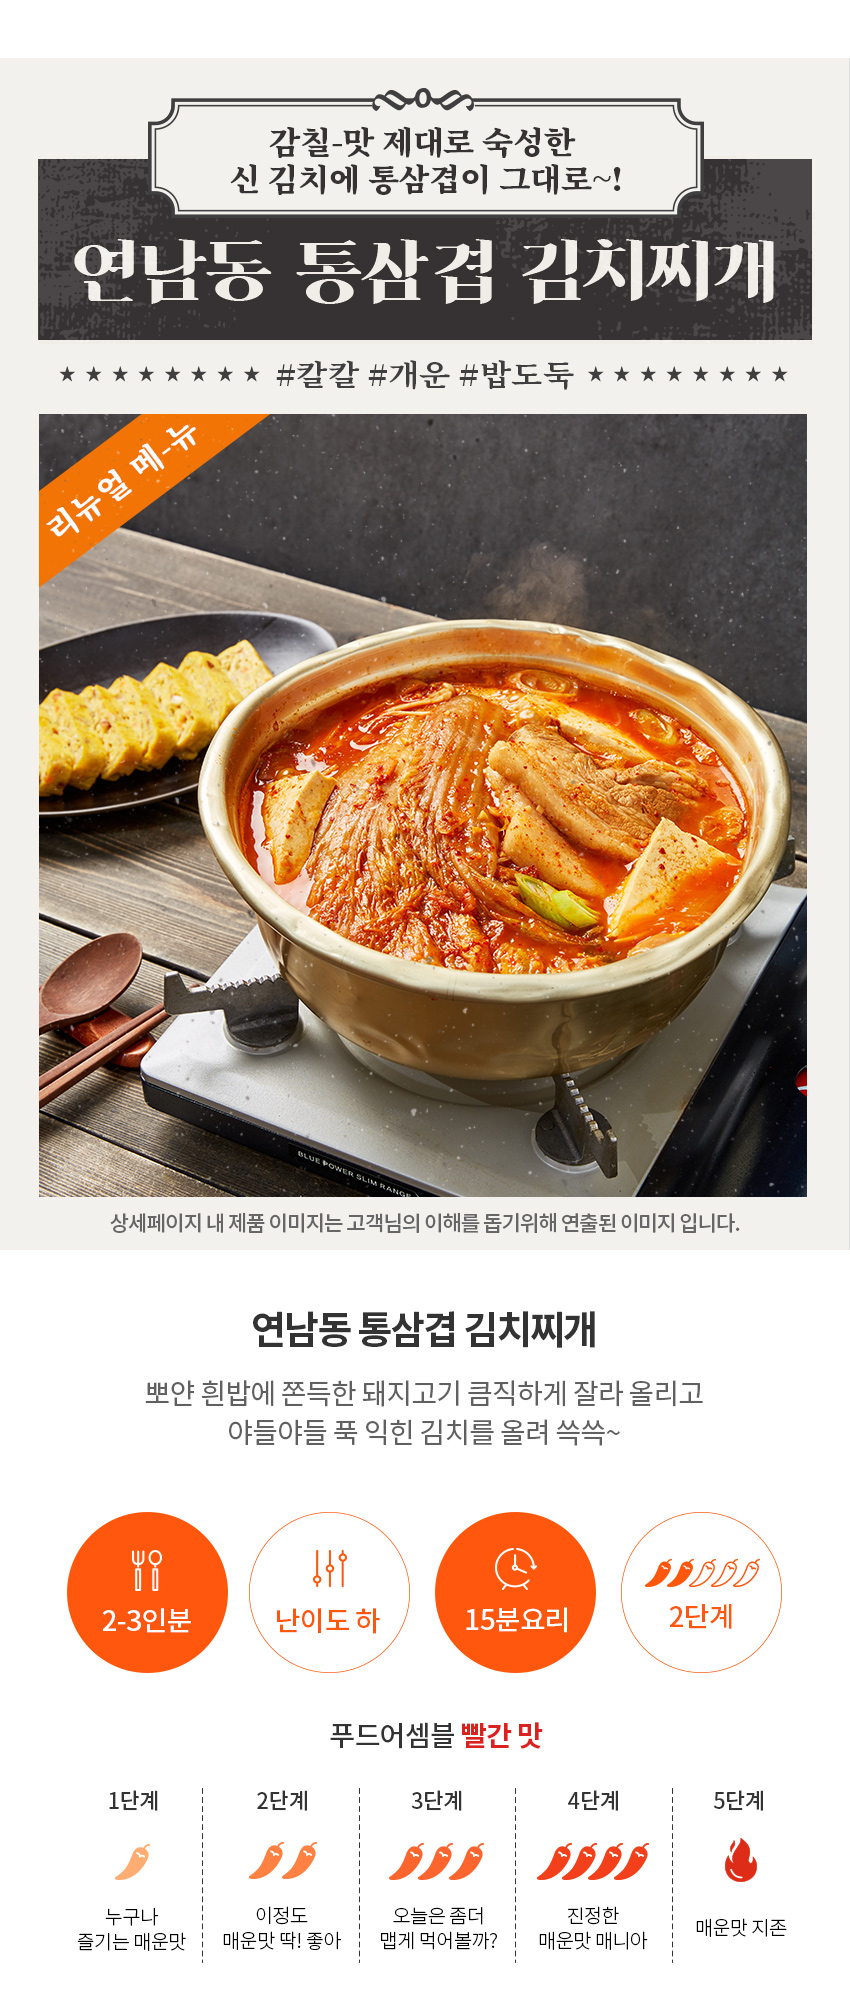 감칠-맛 제대로 숙성한
신 김치에 통삼겹이 그대로~!
연남동 통삼겹 김치찌개
#칼칼 #개운 #밥도둑
리뉴얼 메-뉴
BLUE POWER SLIM RANGE
상세페이지 내 제품 이미지는 고객님의 이해를 돕기위해 연출된 이미지 입니다.
연남동 통삼겹 김치찌개
뽀얀 흰밥에 쫀득한 돼지고기 큼직하게 잘라 올리고
야들야들 푹 익힌 김치를 올려 쓱쓱~
2-3인분
난이도 하
15분요리
2단계
푸드어셈블 빨간 맛
1단계
누구나
즐기는 매운맛
2단계
이정도
매운맛 딱! 좋아
3단계
오늘은 좀더
맵게 먹어볼까?
4단계
진정한
매운맛 매니아
5단계
매운맛 지존